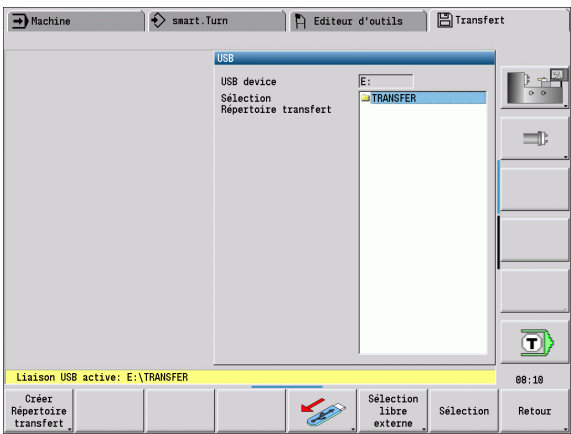 Machine
smart.Turn
Editeur d'outils
Transfert
USB
USB device
E:
Sélection
Répertoire transfert
TRANSFER
T
Liaison USB active: E:\TRANSFER
08:10
Créer
Répertoire
transfert
Sélection
libre
externe
Sélection
Retour